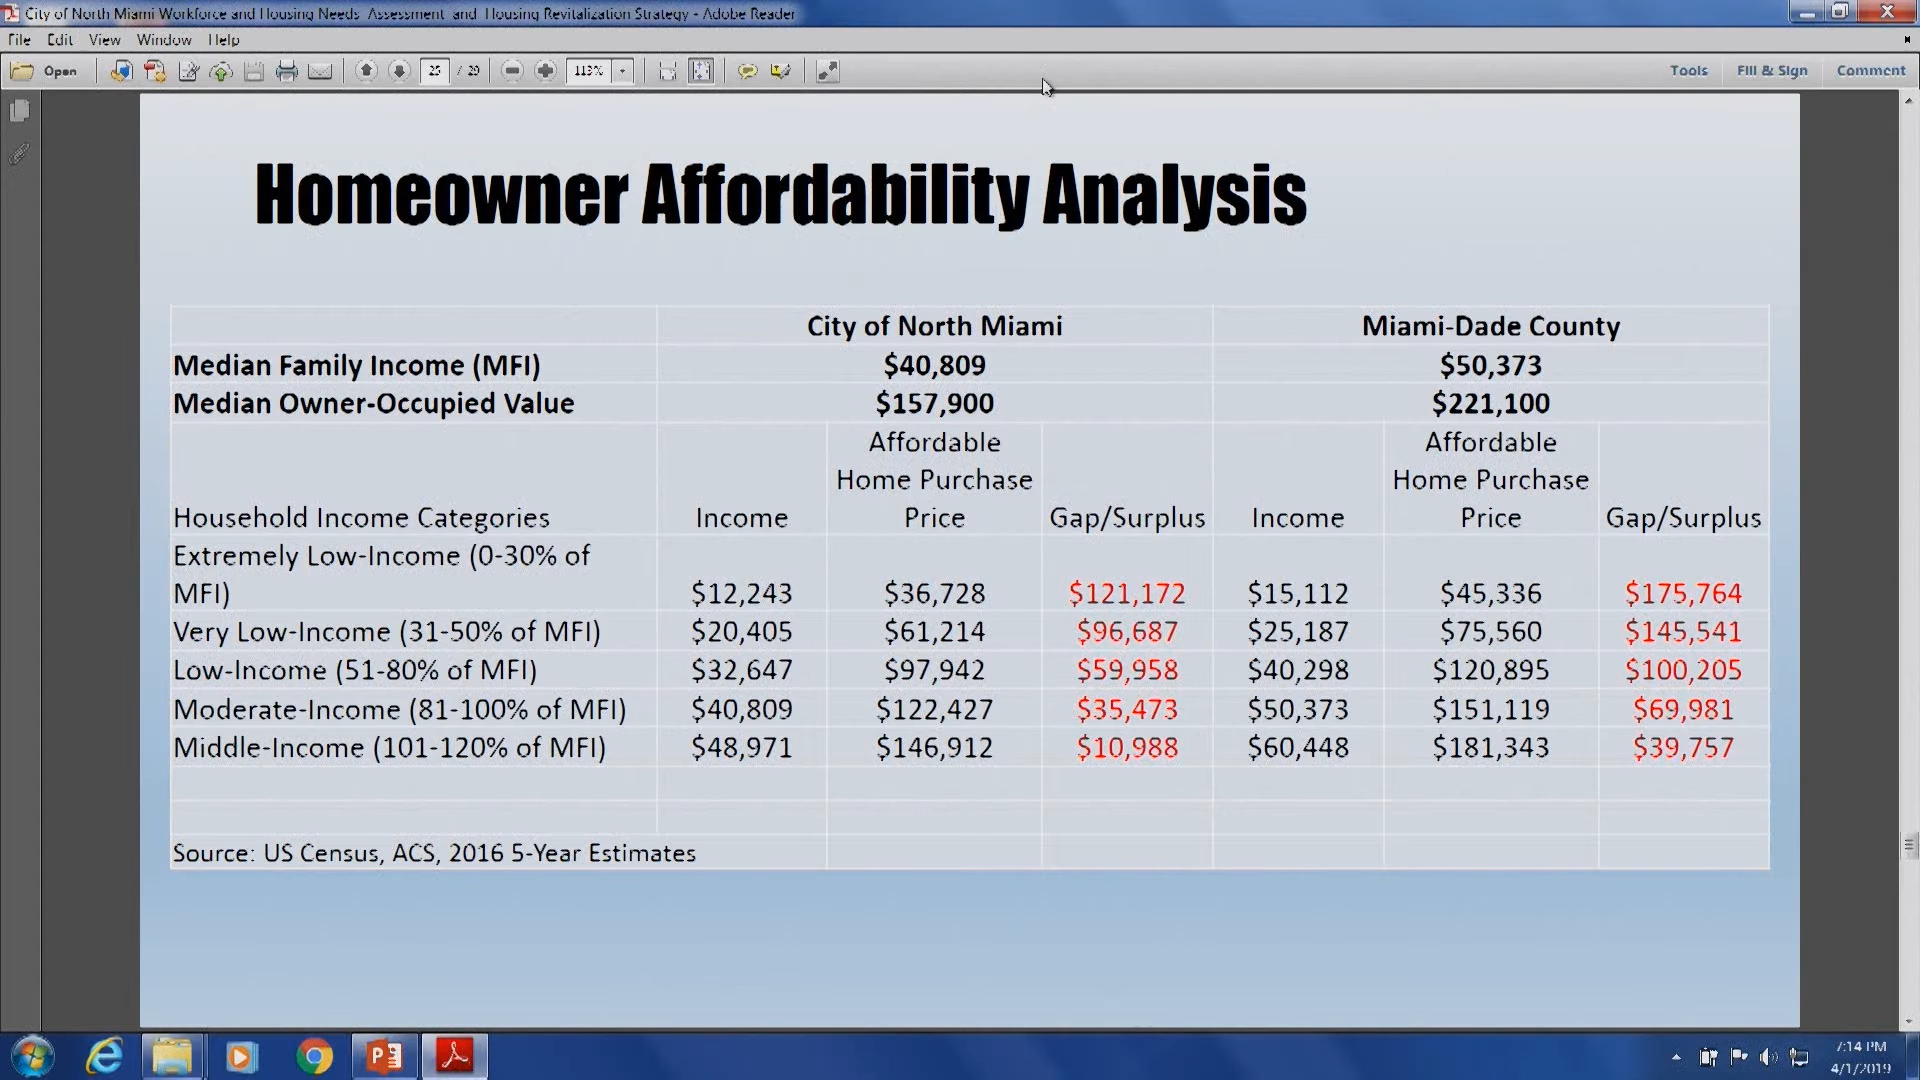 City of North Miami Workforce and Housing Needs Assessment and Housing Revitalization Strategy - Adobe Reader
File Edit View Window Help
Open 25 / 29 113% Tools Fill & Sign Comment
Homeowner Affordability Analysis
City of North Miami Miami-Dade County
Median Family Income (MFI) $40,809 $50,373
Median Owner-Occupied Value $157,900 $221,100
Affordable Affordable
Home Purchase Home Purchase
Household Income Categories Income Price Gap/Surplus Income Price Gap/Surplus
Extremely Low-Income (0-30% of
MFI) $12,243 $36,728 $121,172 $15,112 $45,336 $175,764
Very Low-Income (31-50% of MFI) $20,405 $61,214 $96,687 $25,187 $75,560 $145,541
Low-Income (51-80% of MFI) $32,647 $97,942 $59,958 $40,298 $120,895 $100,205
Moderate-Income (81-100% of MFI) $40,809 $122,427 $35,473 $50,373 $151,119 $69,981
Middle-Income (101-120% of MFI) $48,971 $146,912 $10,988 $60,448 $181,343 $39,757
Source: US Census, ACS, 2016 5-Year Estimates
7:14 PM
4/1/2019